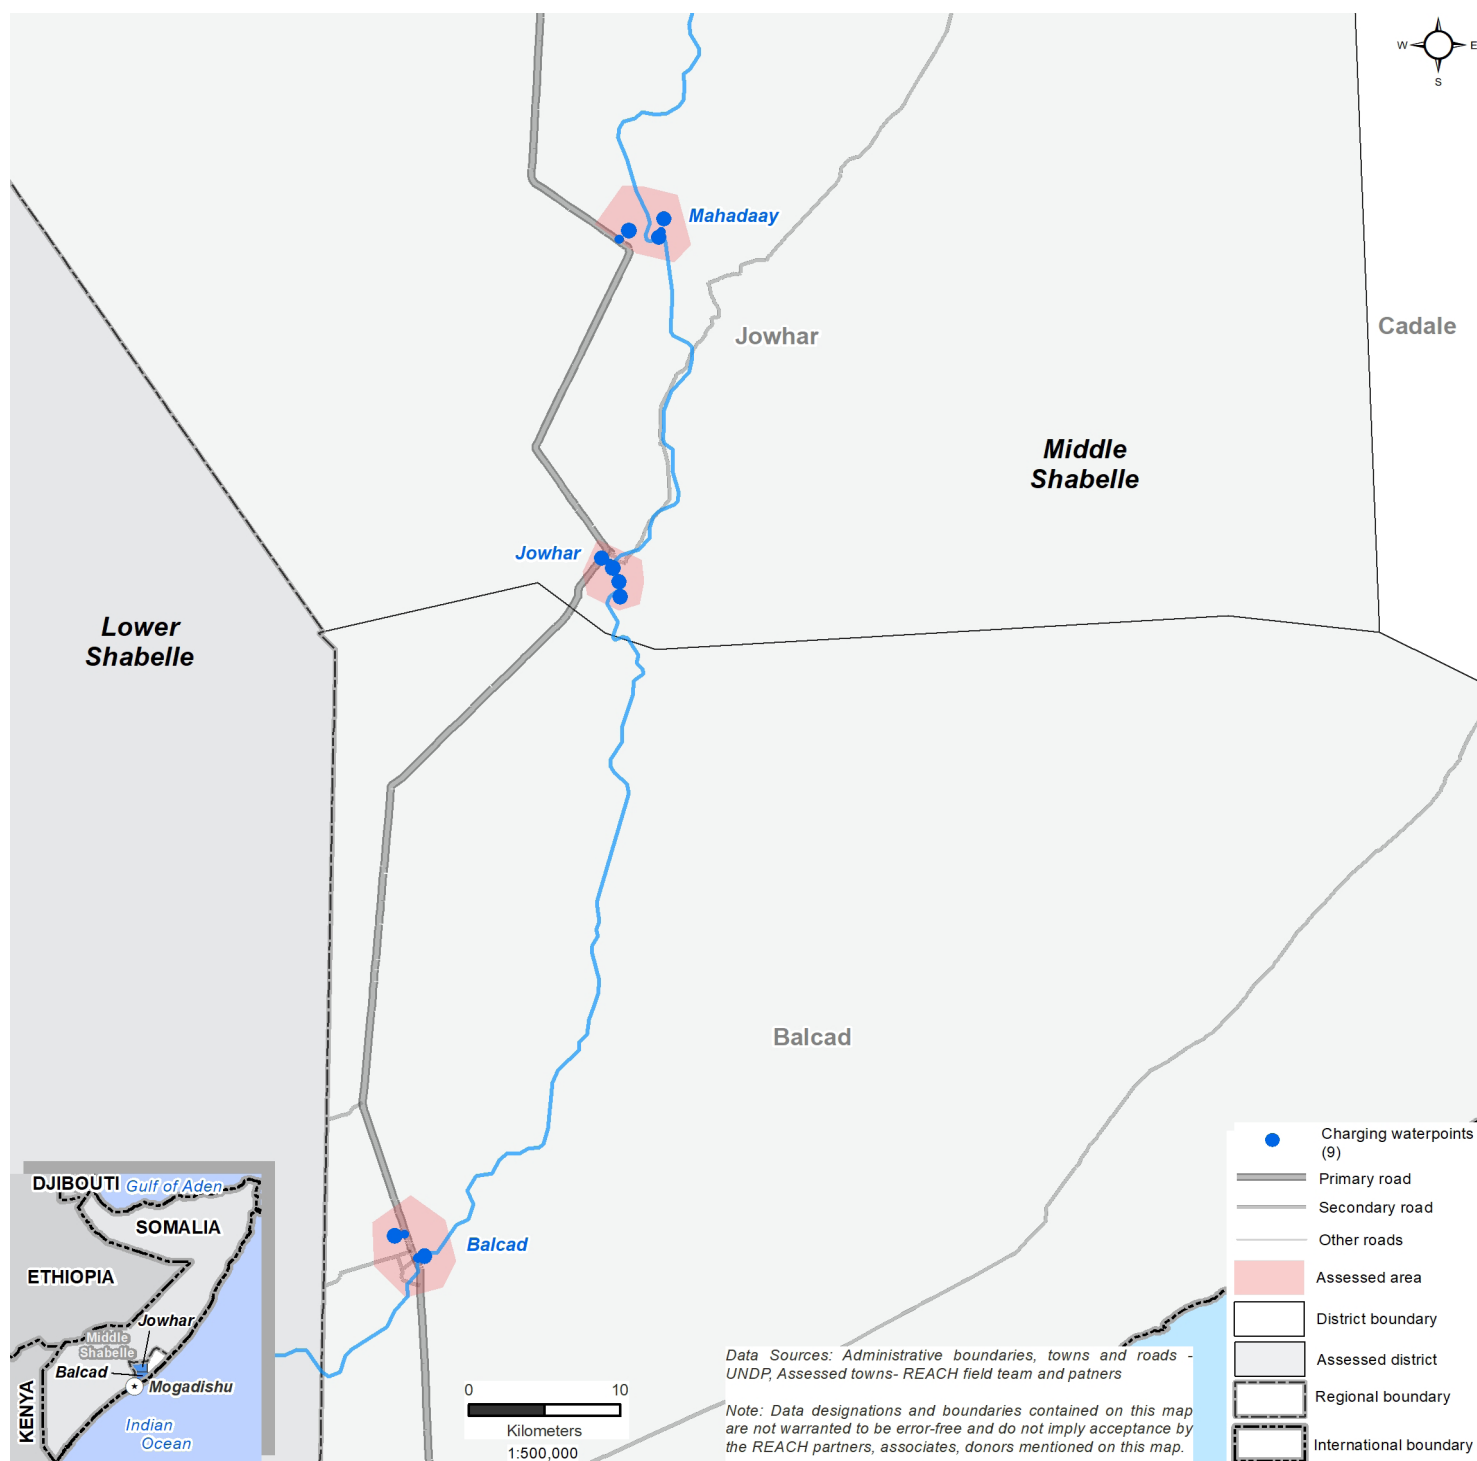 W
E
S
Mahadaay
Jowhar
Cadale
Middle
Shabelle
Jowhar
Lower
Shabelle
Balcad
Balcad
Charging waterpoints
(9)
Primary road
Secondary road
Other roads
Assessed area
District boundary
Assessed district
Regional boundary
International boundary
DJIBOUTI
Gulf of Aden
SOMALIA
ETHIOPIA
Jowhar
Middle
Shabelle
Balcad
Mogadishu
KENYA
Indian
Ocean
0 10
Kilometers
1:500,000
Data Sources: Administrative boundaries, towns and roads -
UNDP, Assessed towns- REACH field team and patners
Note: Data designations and boundaries contained on this map
are not warranted to be error-free and do not imply acceptance by
the REACH partners, associates, donors mentioned on this map.